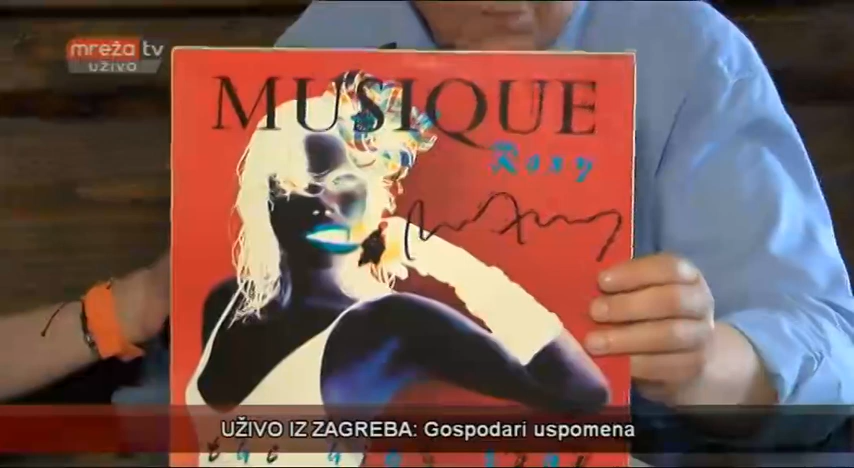 mreža tv
UŽIVO
MUSIQUE
Roxy
UŽIVO IZ ZAGREBA: Gospodari uspomena